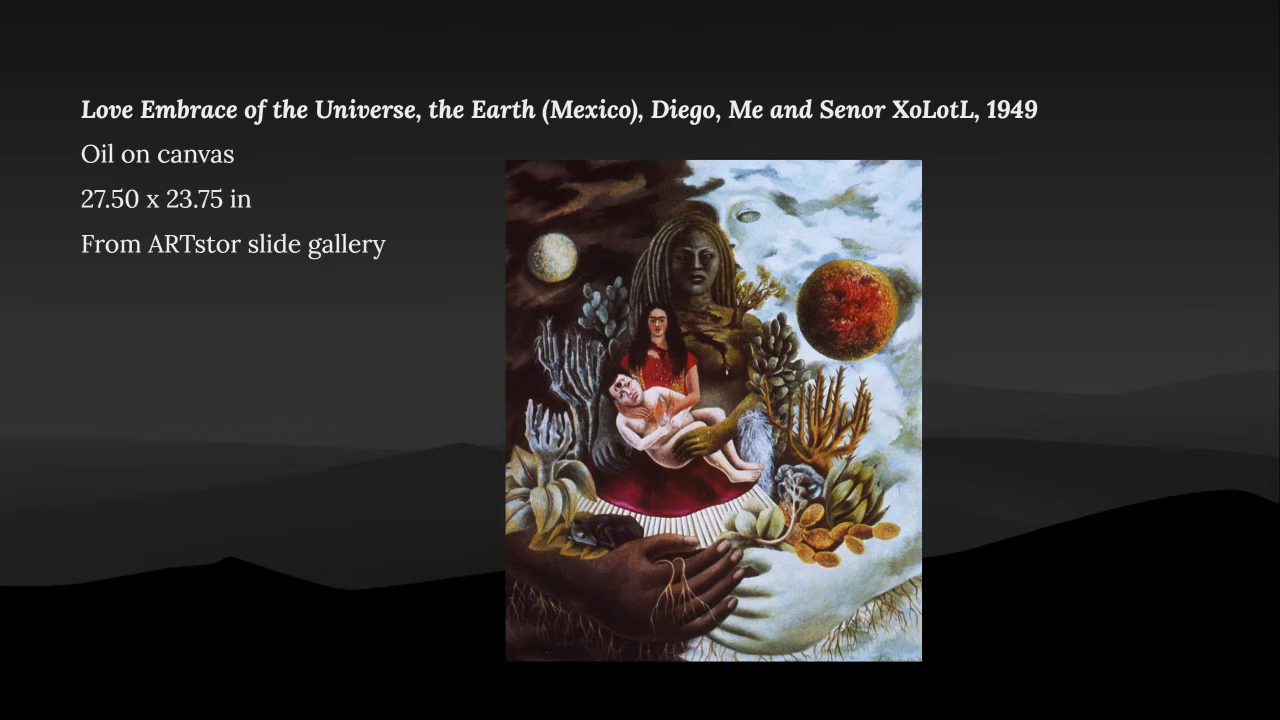 Love Embrace of the Universe, the Earth (Mexico), Diego, Me and Senor XoLotL, 1949
Oil on canvas
27.50 x 23.75 in
From ARTstor slide gallery